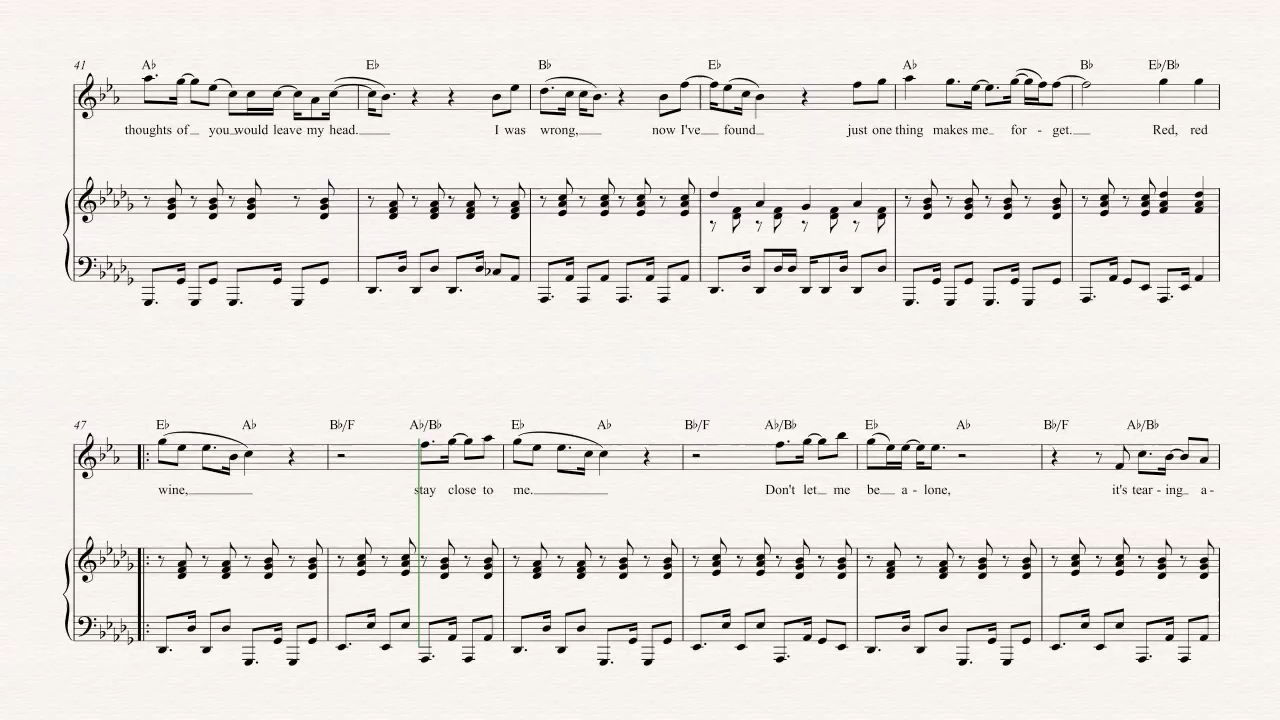 41 A♭ E♭ B♭ E♭ A♭ B♭ E♭/B♭
thoughts of you would leave my head. I was wrong, now I've found just one thing makes me for - get. Red, red
47 E♭ A♭ B♭/F A♭/B♭ E♭ A♭ B♭/F A♭/B♭ E♭ A♭ B♭/F A♭/B♭
wine, stay close to me. Don't let me be a - lone, it's tear - ing a -